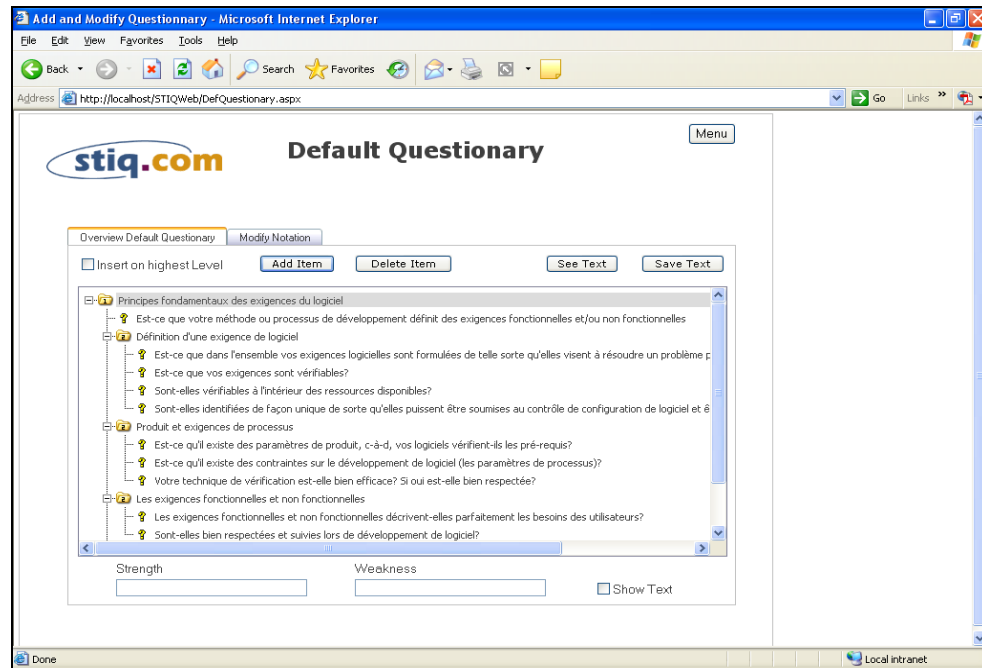 Add and Modify Questionnary - Microsoft Internet Explorer
File Edit View Favorites Tools Help
Back Search Favorites
Address http://localhost/STIQWeb/DefQuestionary.aspx Go Links »
Menu
stiq.com Default Questionary
Overview Default Questionary Modify Notation
Insert on highest Level Add Item Delete Item See Text Save Text
1 Principes fondamentaux des exigences du logiciel
? Est-ce que votre méthode ou processus de développement définit des exigences fonctionnelles et/ou non fonctionnelles
2 Définition d'une exigence de logiciel
? Est-ce que dans l'ensemble vos exigences logicielles sont formulées de telle sorte qu'elles visent à résoudre un problème p
? Est-ce que vos exigences sont vérifiables?
? Sont-elles vérifiables à l'intérieur des ressources disponibles?
? Sont-elles identifiées de façon unique de sorte qu'elles puissent être soumises au contrôle de configuration de logiciel et ê
2 Produit et exigences de processus
? Est-ce qu'il existe des paramètres de produit, c-à-d, vos logiciels vérifient-ils les pré-requis?
? Est-ce qu'il existe des contraintes sur le développement de logiciel (les paramètres de processus)?
? Votre technique de vérification est-elle bien efficace? Si oui est-elle bien respectée?
2 Les exigences fonctionnelles et non fonctionnelles
? Les exigences fonctionnelles et non fonctionnelles décrivent-elles parfaitement les besoins des utilisateurs?
? Sont-elles bien respectées et suivies lors de développement de logiciel?
Strength Weakness
Show Text
Done Local intranet